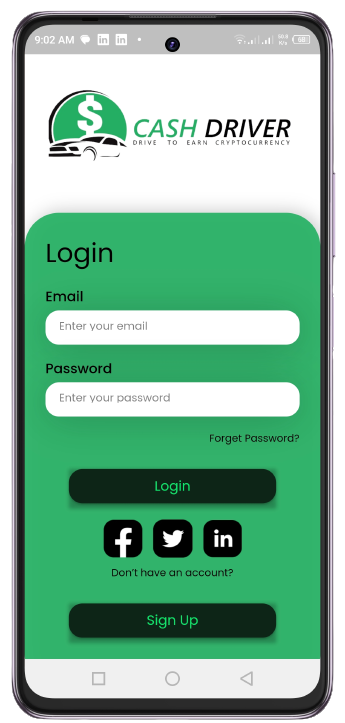 9:02 AM
$
CASH DRIVER
DRIVE TO EARN CRYPTOCURRENCY
Login
Email
Enter your email
Password
Enter your password
Forget Password?
Login
Don't have an account?
Sign Up